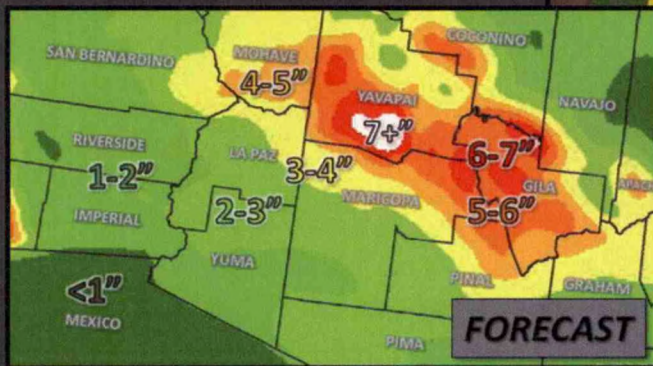 COCONINO
SAN BERNARDINO
MOHAVE
4-5”
YAVAPAI
NAVAJO
7+”
RIVERSIDE
LA PAZ
6-7”
3-4”
1-2”
GILA
APACHE
MARICOPA
2-3”
5-6”
IMPERIAL
YUMA
PINAL
GRAHAM
<1”
MEXICO
FORECAST
PIMA